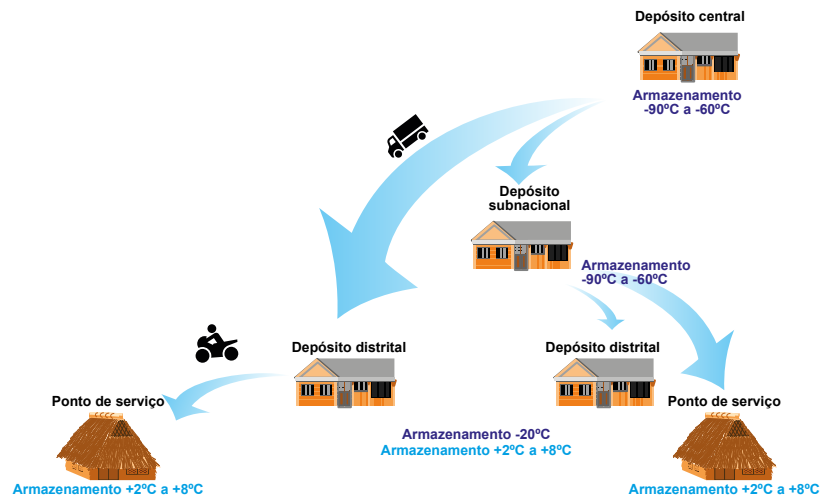 Depósito central
Armazenamento
-90ºC a -60ºC
Depósito
subnacional
Armazenamento
-90ºC a -60ºC
Depósito distrital
Depósito distrital
Ponto de serviço
Ponto de serviço
Armazenamento -20ºC
Armazenamento +2ºC a +8ºC
Armazenamento +2ºC a +8ºC
Armazenamento +2ºC a +8ºC